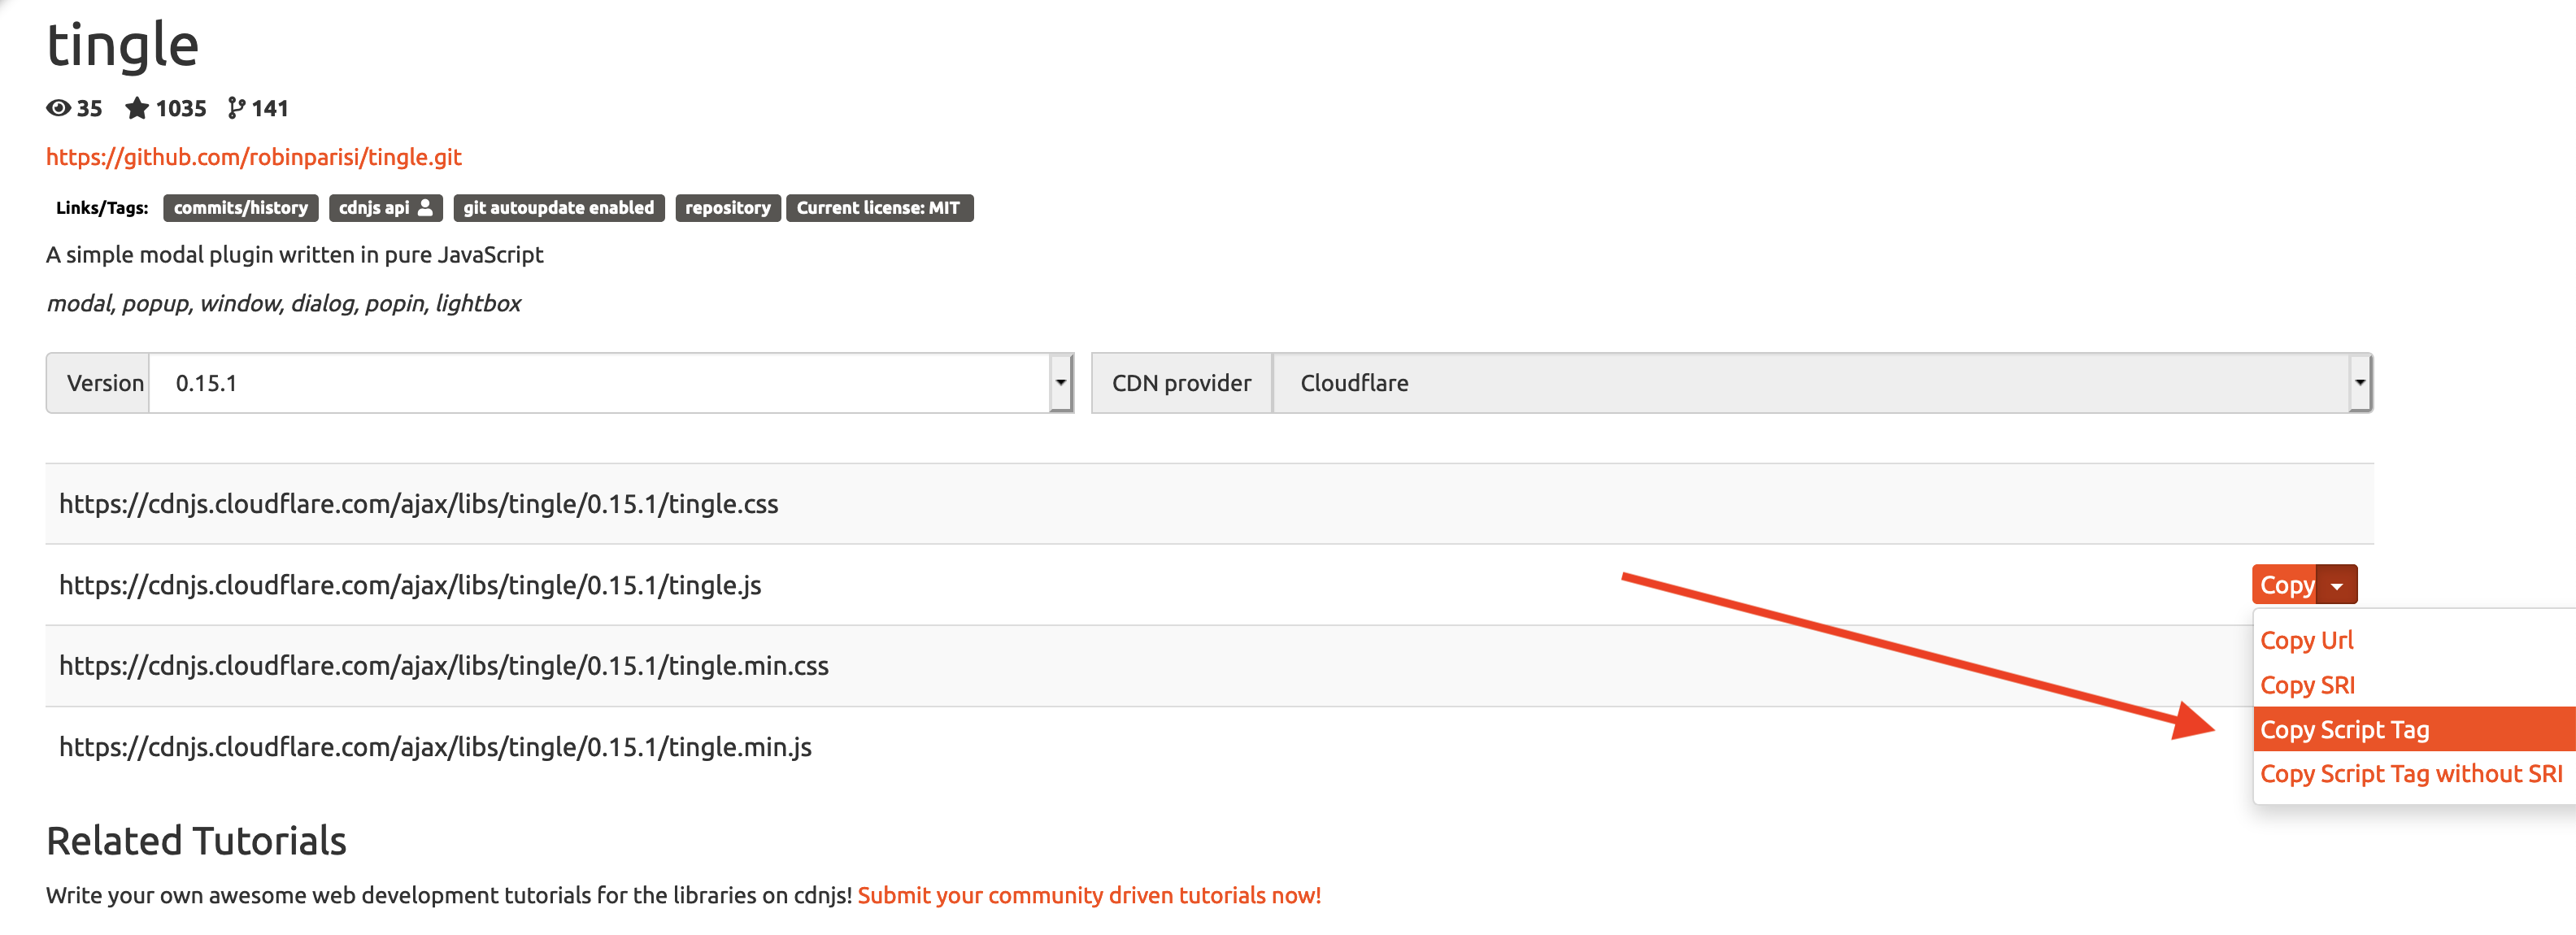 tingle
35 1035 141
https://github.com/robinparisi/tingle.git
Links/Tags: commits/history cdnjs api git autoupdate enabled repository Current license: MIT
A simple modal plugin written in pure JavaScript
modal, popup, window, dialog, popin, lightbox
Version 0.15.1 CDN provider Cloudflare
https://cdnjs.cloudflare.com/ajax/libs/tingle/0.15.1/tingle.css
https://cdnjs.cloudflare.com/ajax/libs/tingle/0.15.1/tingle.js Copy
Copy Url
https://cdnjs.cloudflare.com/ajax/libs/tingle/0.15.1/tingle.min.css
Copy SRI
Copy Script Tag
https://cdnjs.cloudflare.com/ajax/libs/tingle/0.15.1/tingle.min.js
Copy Script Tag without SRI
Related Tutorials
Write your own awesome web development tutorials for the libraries on cdnjs! Submit your community driven tutorials now!